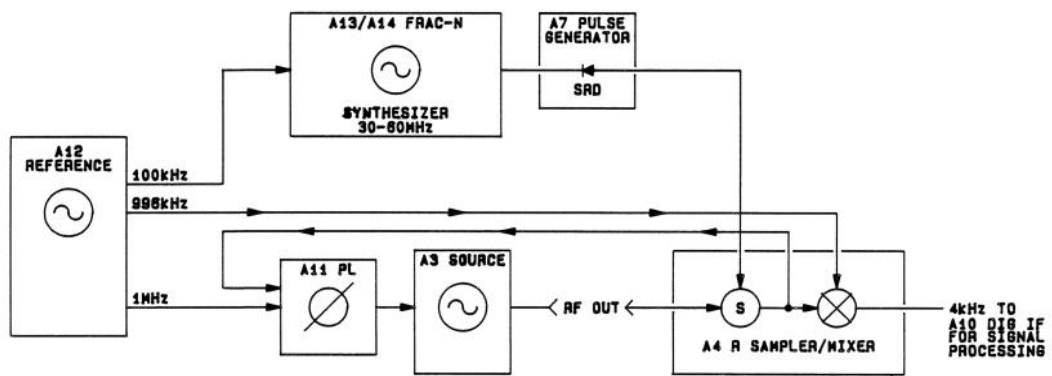 A13/A14 FRAC-N
SYNTHESIZER
30-60MHz
A7 PULSE
GENERATOR
SRD
A12
REFERENCE
100kHz
996kHz
1MHz
A11 PL
A3 SOURCE
RF OUT
S
A4 R SAMPLER/MIXER
4kHz TO
A10 DIG IF
FOR SIGNAL
PROCESSING